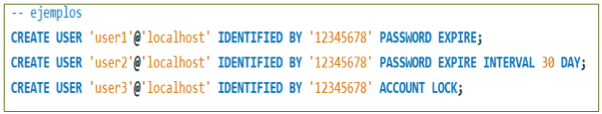 -- ejemplos
CREATE USER 'user1'@'localhost' IDENTIFIED BY '12345678' PASSWORD EXPIRE;
CREATE USER 'user2'@'localhost' IDENTIFIED BY '12345678' PASSWORD EXPIRE INTERVAL 30 DAY;
CREATE USER 'user3'@'localhost' IDENTIFIED BY '12345678' ACCOUNT LOCK;